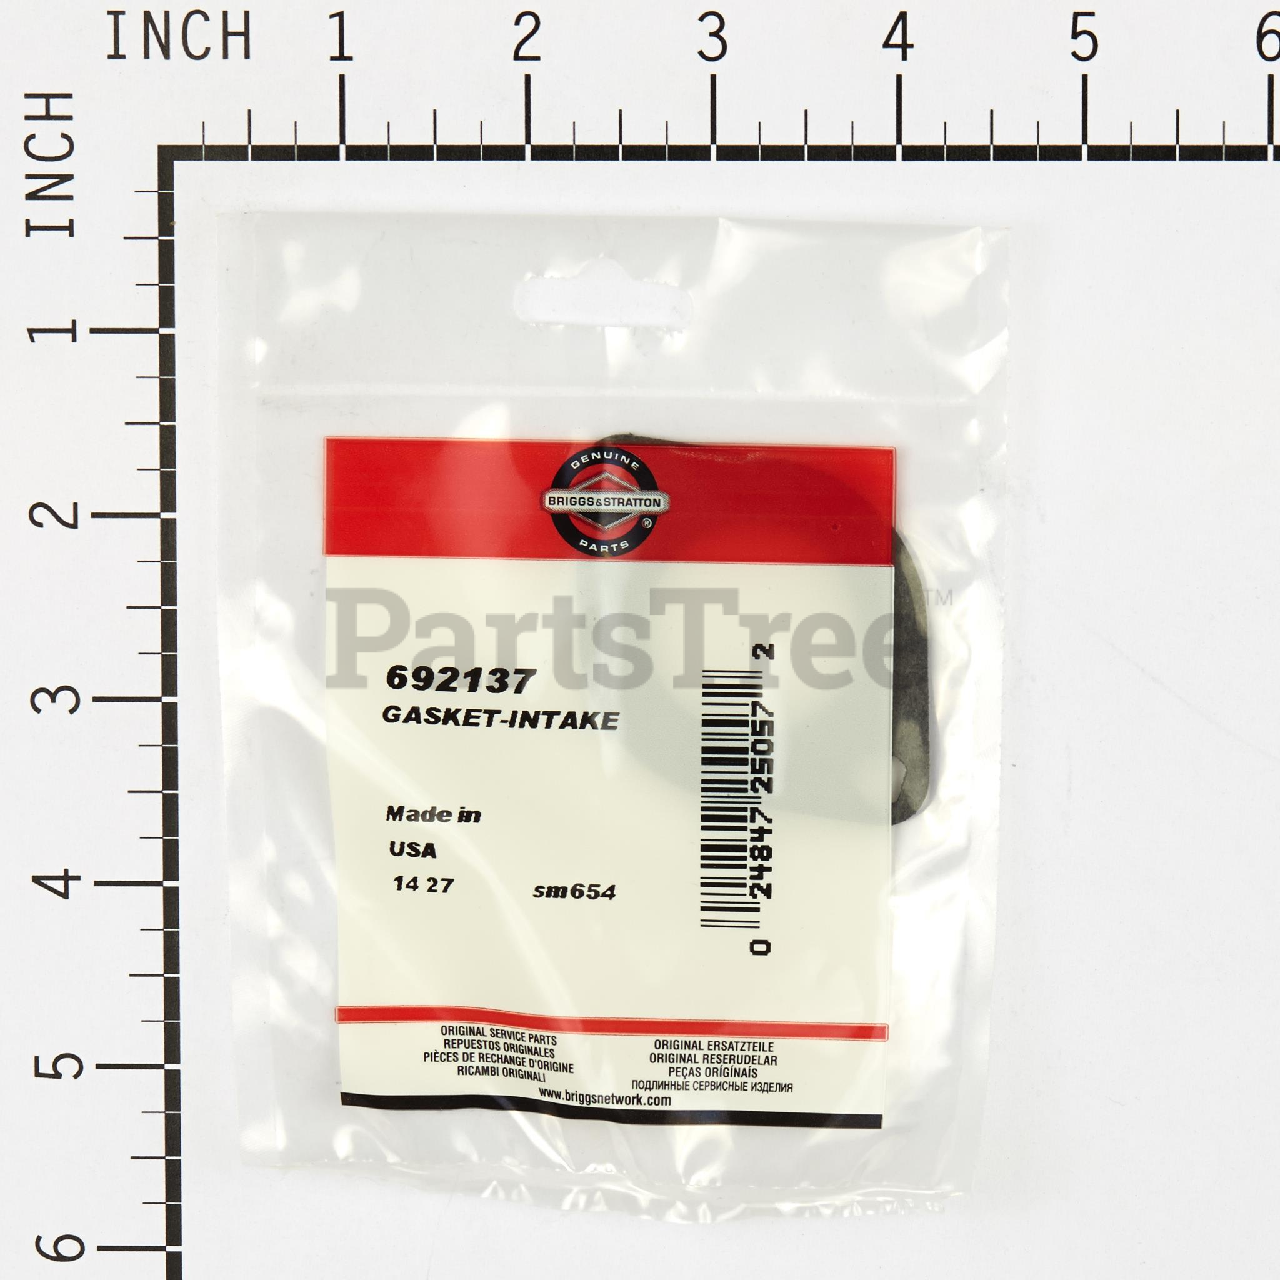 INCH 1 2 3 4 5 6
INCH
1
2
3
4
5
6
GENUINE
BRIGGS & STRATTON
®
PARTS
PartsTree™
692137
GASKET-INTAKE
Made in
USA
14 27 sm654
0 24847 25057 2
ORIGINAL SERVICE PARTS
REPUESTOS ORIGINALES
PIÈCES DE RECHANGE D'ORIGINE
RICAMBI ORIGINALI
ORIGINAL ERSATZTEILE
ORIGINAL RESERUDELAR
PEÇAS ORIGÍNAIS
ПОДЛИННЫЕ СЕРВИСНЫЕ ИЗДЕЛИЯ
www.briggsnetwork.com